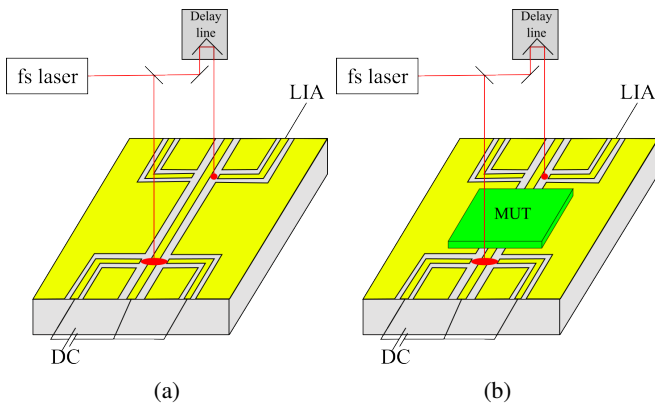 Delay
line
fs laser
LIA
DC
(a)
Delay
line
fs laser
LIA
MUT
DC
(b)